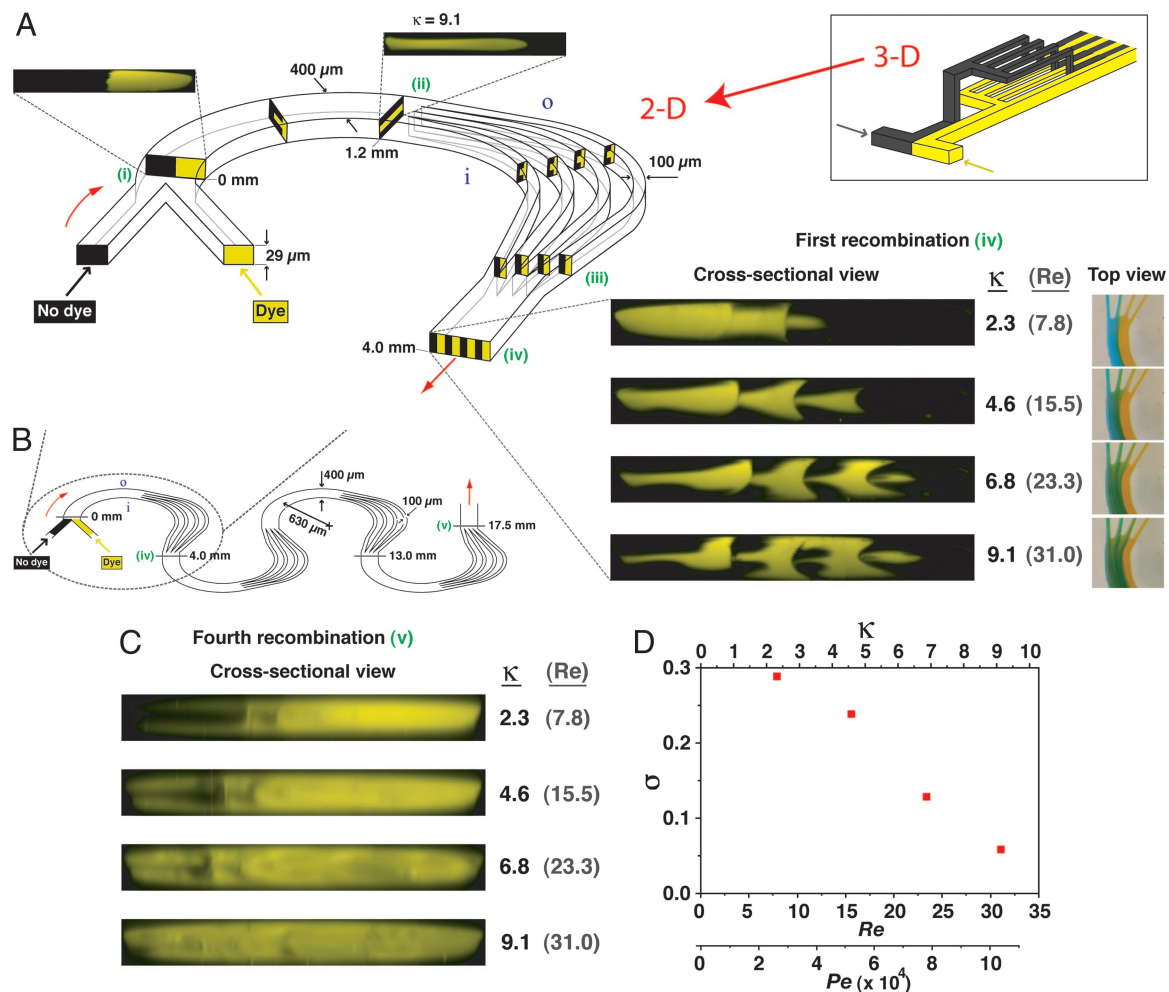 A
κ = 9.1
400 µm
(ii)
o
3-D
2-D
1.2 mm
i
100 µm
(i)
0 mm
29 µm
No dye
Dye
(iii)
4.0 mm
(iv)
First recombination (iv)
Cross-sectional view
κ
(Re)
Top view
2.3 (7.8)
4.6 (15.5)
6.8 (23.3)
9.1 (31.0)
B
o
i
0 mm
No dye
Dye
(iv)
4.0 mm
400 µm
630 µm
100 µm
13.0 mm
(v)
17.5 mm
C
Fourth recombination (v)
Cross-sectional view
κ
(Re)
2.3 (7.8)
4.6 (15.5)
6.8 (23.3)
9.1 (31.0)
D
κ
0 1 2 3 4 5 6 7 8 9 10
0.3
0.2
σ
0.1
0.0
0 5 10 15 20 25 30 35
Re
0 2 4 6 8 10
Pe (x 10⁴)